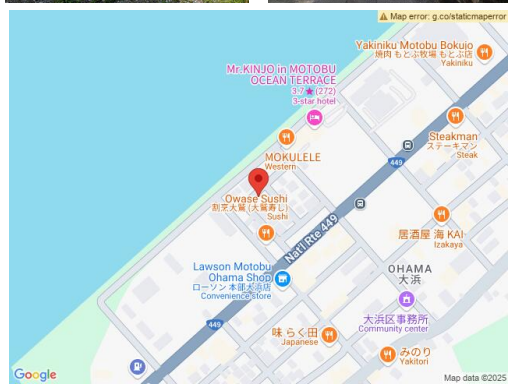 Map error: g.co/staticmaperror
Yakiniku Motobu Bokujo
焼肉 もとぶ牧場 もとぶ店
Yakiniku
Mr.KINJO in MOTOBU
OCEAN TERRACE
3.7★(272)
3-star hotel
Steakman
ステーキマン
Steak
449
MOKULELE
Western
Owase Sushi
割烹大鷲 (大鷲寿し)
Sushi
Nat'l Rte 449
居酒屋 海 KAI
Izakaya
Lawson Motobu
Ohama Shop
ローソン 本部大浜店
Convenience store
OHAMA
大浜
大浜区事務所
Community center
449
味 らく田
Japanese
みのり
Yakitori
Google
Map data ©2025